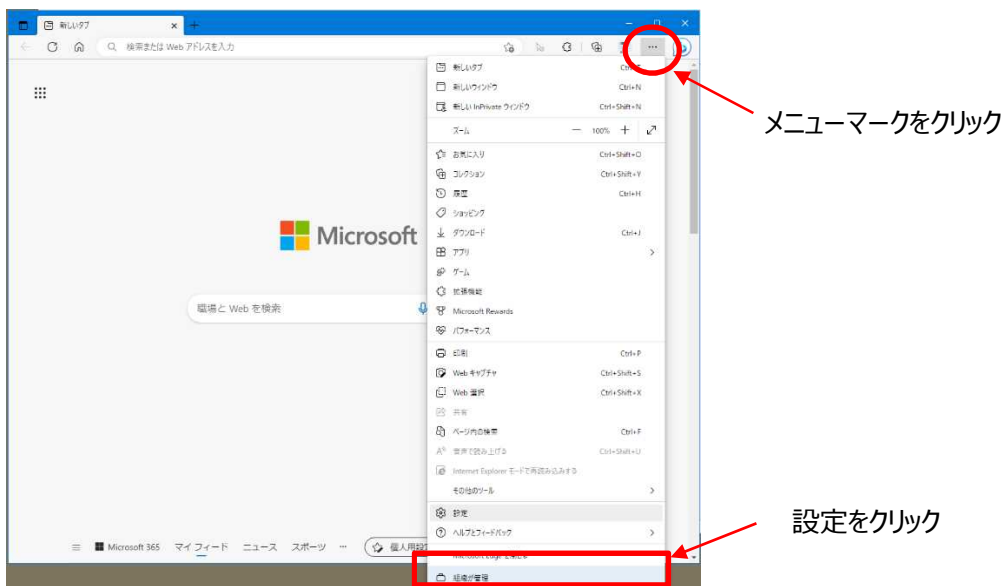 新しいタブ
検索または Web アドレスを入力
新しいタブ
新しいウィンドウ Ctrl+N
新しい InPrivate ウィンドウ Ctrl+Shift+N
ズーム 100%
お気に入り Ctrl+Shift+O
コレクション Ctrl+Shift+Y
履歴 Ctrl+H
ショッピング
ダウンロード Ctrl+J
アプリ
ゲーム
拡張機能
Microsoft Rewards
パフォーマンス
印刷 Ctrl+P
Web キャプチャ Ctrl+Shift+S
Web 選択 Ctrl+Shift+X
共有
ページ内の検索 Ctrl+F
音声で読み上げる Ctrl+Shift+U
Internet Explorer モードで再読み込みする
その他のツール
設定
ヘルプとフィードバック
組織が管理
メニューマークをクリック
Microsoft
職場と Web を検索
設定をクリック
Microsoft 365 マイ フィード ニュース スポーツ … 個人用設